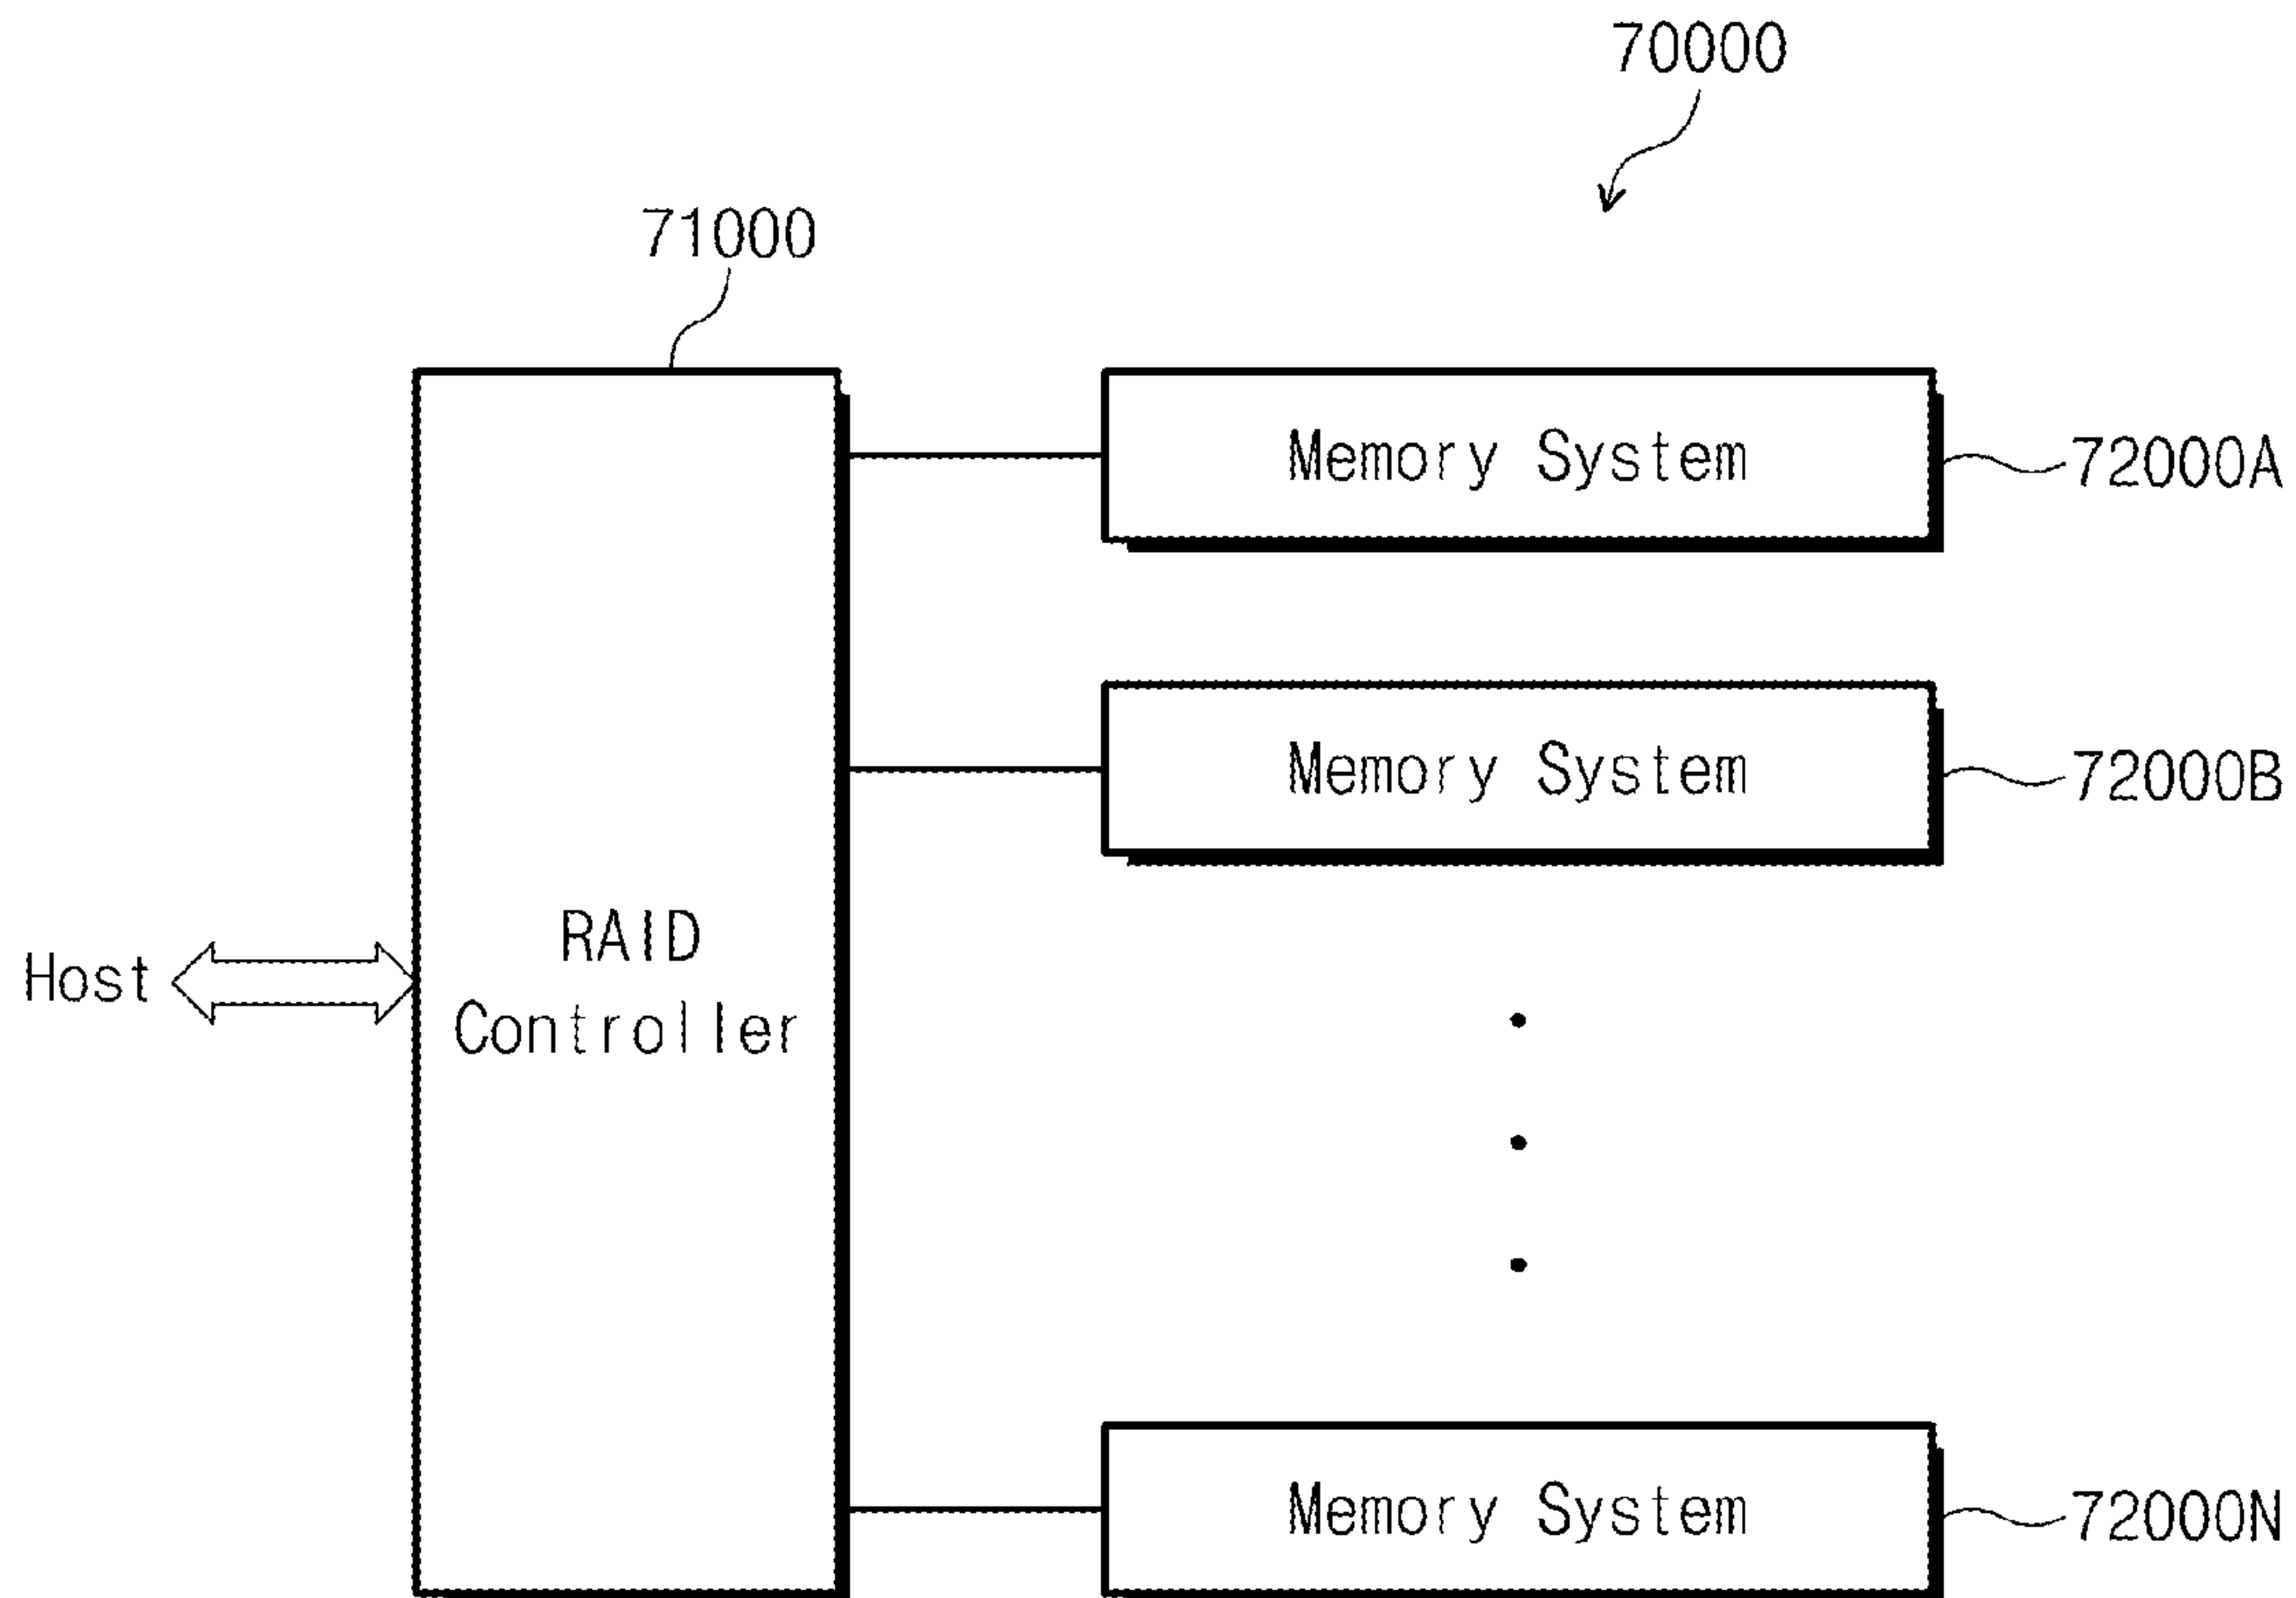 70000
71000
Memory System
72000A
Memory System
72000B
RAID
Controller
Host
Memory System
72000N